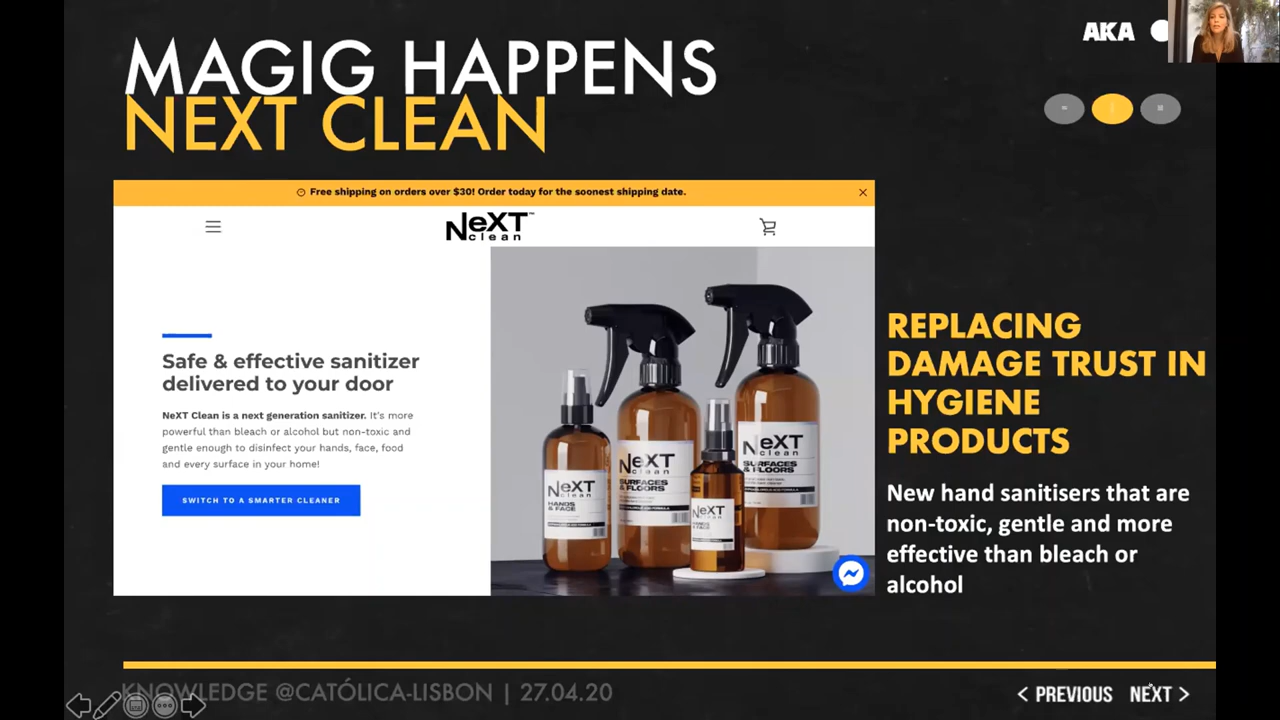 MAGIG HAPPENS
NEXT CLEAN
AKA
Free shipping on orders over $30! Order today for the soonest shipping date.
NeXT™
clean
Safe & effective sanitizer
delivered to your door
NeXT Clean is a next generation sanitizer. It's more
powerful than bleach or alcohol but non-toxic and
gentle enough to disinfect your hands, face, food
and every surface in your home!
SWITCH TO A SMARTER CLEANER
NeXT
clean
HANDS
& FACE
NeXT
clean
SURFACES
& FLOORS
NeXT
clean
HANDS
& FACE
NeXT
clean
SURFACES
& FLOORS
REPLACING
DAMAGE TRUST IN
HYGIENE
PRODUCTS
New hand sanitisers that are
non-toxic, gentle and more
effective than bleach or
alcohol
KNOWLEDGE @CATÓLICA-LISBON | 27.04.20
< PREVIOUS NEXT >